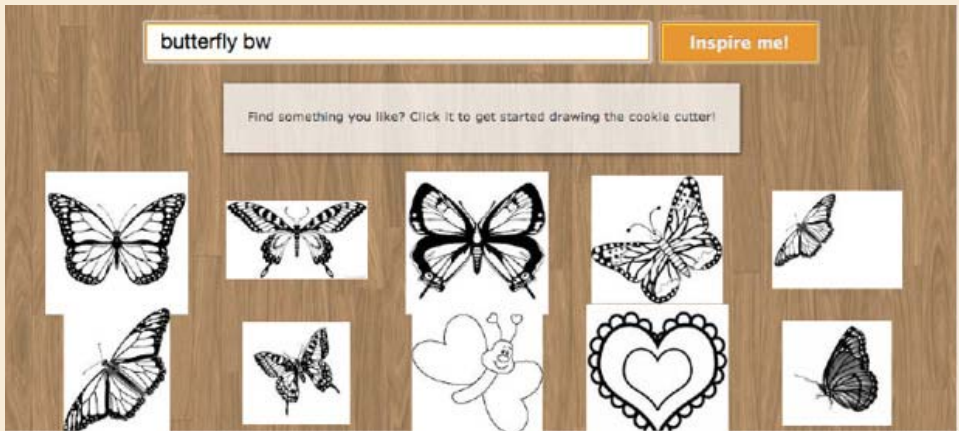 butterfly bw
Inspire me!
Find something you like? Click it to get started drawing the cookie cutter!